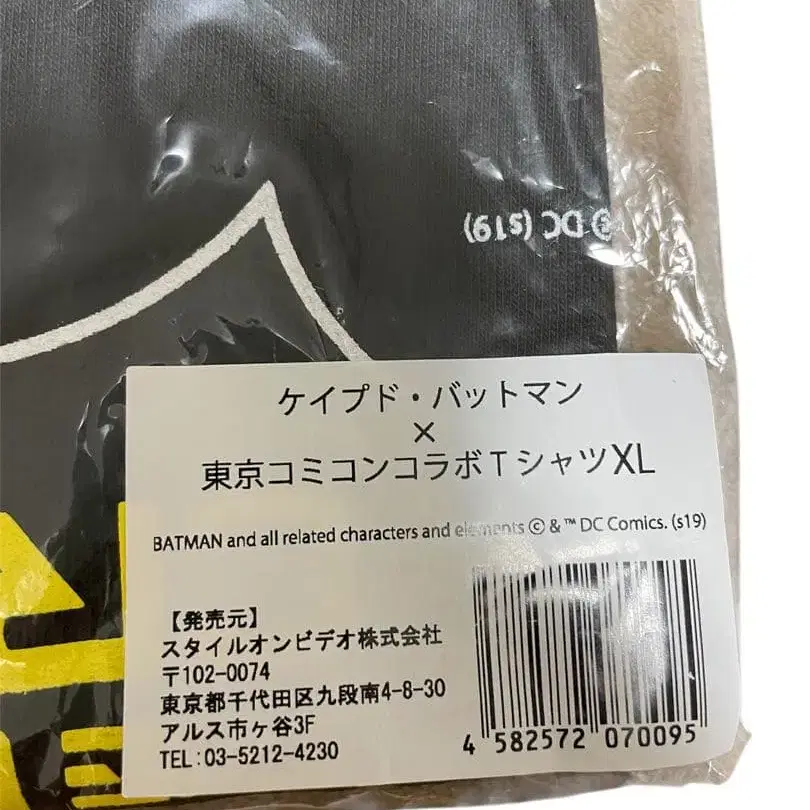 © DC (s19)
ケイプド・バットマン
×
東京コミコンコラボTシャツXL
BATMAN and all related characters and elements © & ™ DC Comics. (s19)
【発売元】
スタイルオンビデオ株式会社
〒102-0074
東京都千代田区九段南4-8-30
アルス市ヶ谷3F
TEL:03-5212-4230
4 582572 070095